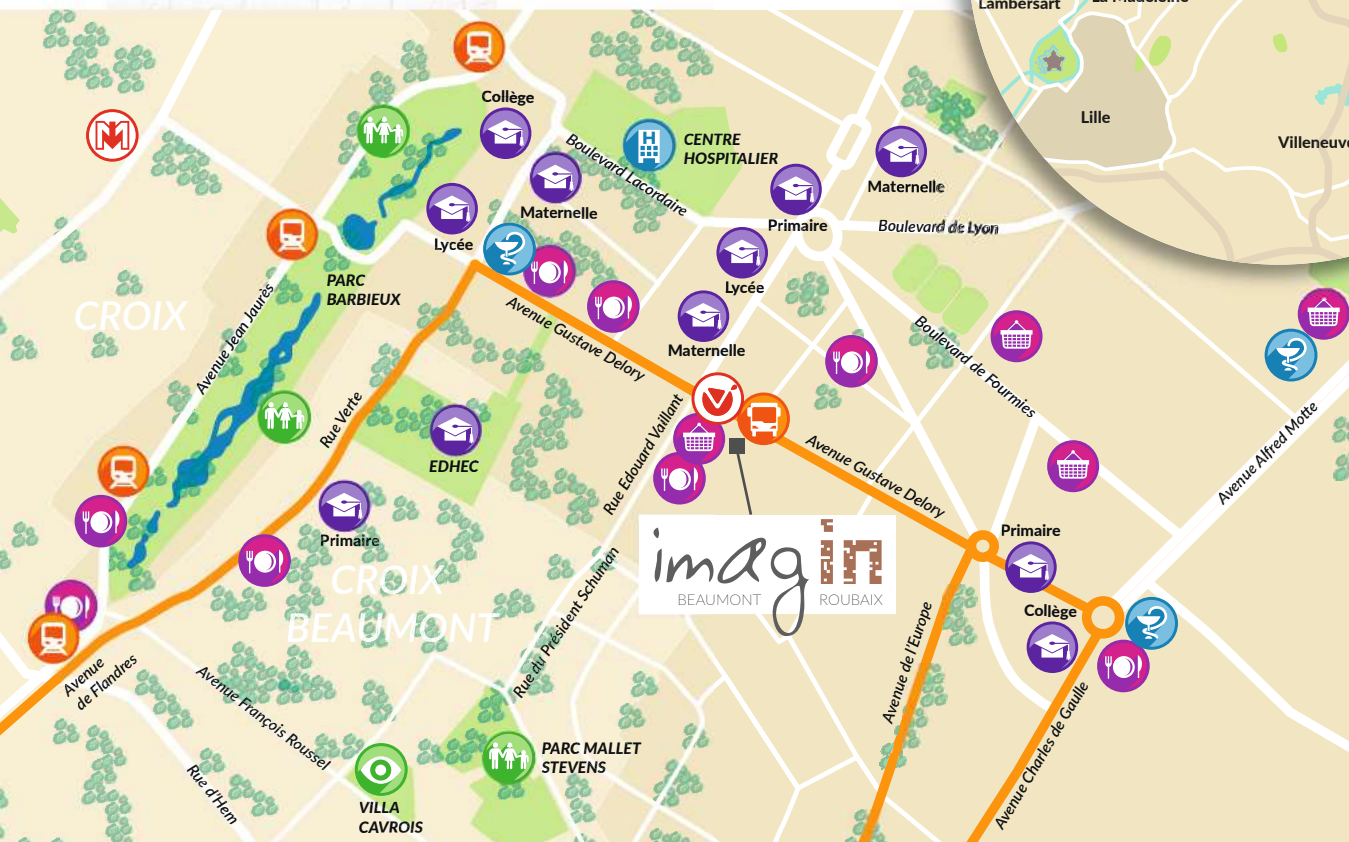 Lambersart
La Madeleine
Lille
Villeneuve
Collège
CENTRE
HOSPITALIER
Boulevard Lacordaire
Maternelle
Maternelle
Primaire
Lycée
Boulevard de Lyon
Lycée
PARC
BARBIEUX
CROIX
Avenue Jean Jaurès
Avenue Gustave Delory
Maternelle
Boulevard de Fournies
Rue Verte
Rue Edouard Vaillant
EDHEC
Avenue Gustave Delory
Avenue Alfred Motte
Primaire
Primaire
CROIX
BEAUMONT
imagin
BEAUMONT ROUBAIX
Collège
Rue du Président Schuman
Avenue de l'Europe
Avenue
de Flandres
Avenue François Roussel
Avenue Charles de Gaulle
PARC MALLET
STEVENS
Rue d'Hem
VILLA
CAVROIS